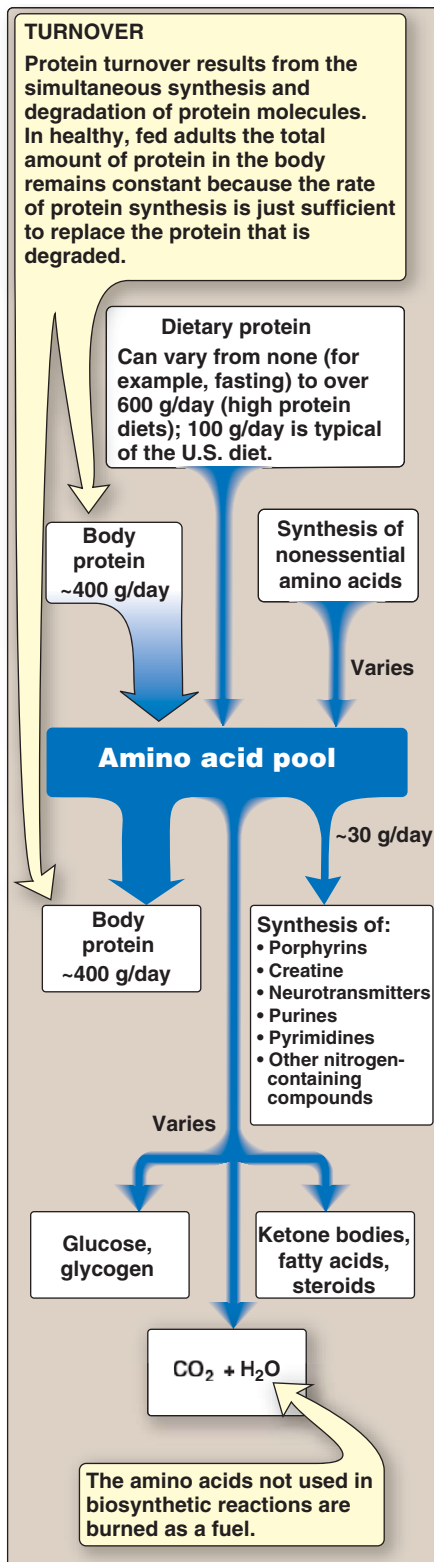 TURNOVER
Protein turnover results from the
simultaneous synthesis and
degradation of protein molecules.
In healthy, fed adults the total
amount of protein in the body
remains constant because the rate
of protein synthesis is just sufficient
to replace the protein that is
degraded.
Dietary protein
Can vary from none (for
example, fasting) to over
600 g/day (high protein
diets); 100 g/day is typical
of the U.S. diet.
Body
protein
~400 g/day
Synthesis of
nonessential
amino acids
Varies
Amino acid pool
~30 g/day
Body
protein
~400 g/day
Synthesis of:
• Porphyrins
• Creatine
• Neurotransmitters
• Purines
• Pyrimidines
• Other nitrogen-
containing
compounds
Varies
Glucose,
glycogen
Ketone bodies,
fatty acids,
steroids
CO₂ + H₂O
The amino acids not used in
biosynthetic reactions are
burned as a fuel.